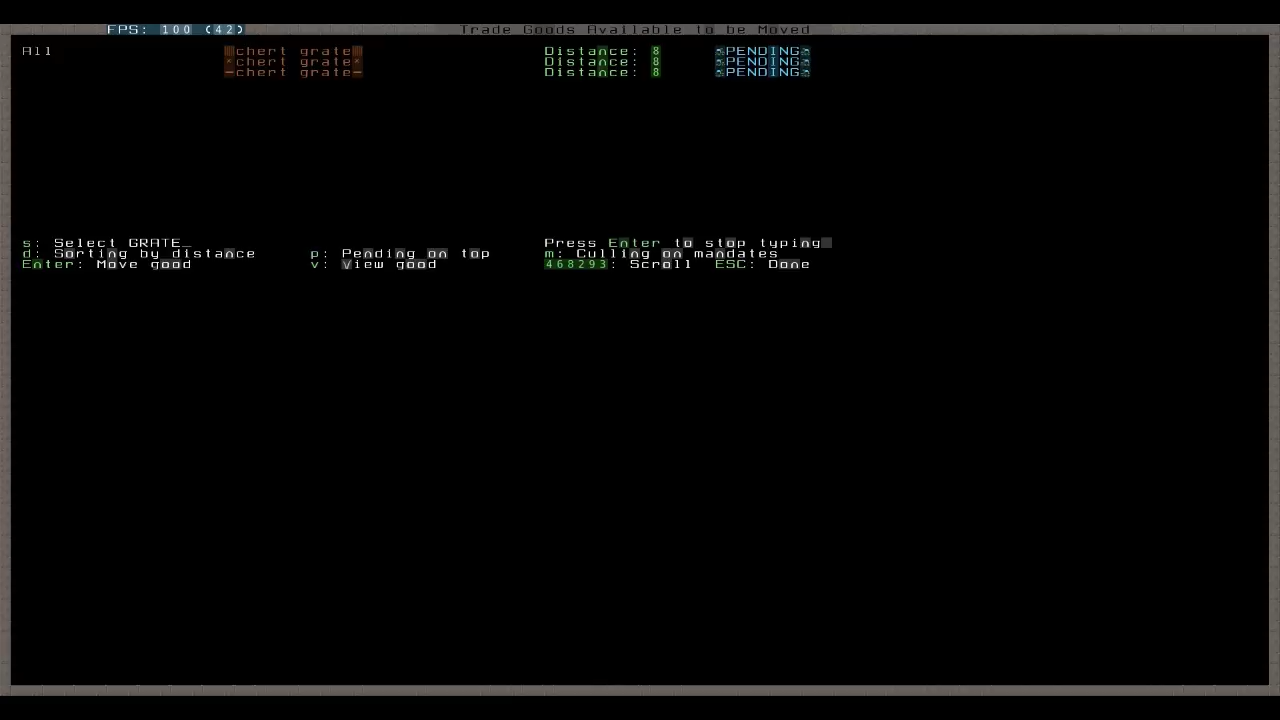 FPS: 100 (42) Trade Goods Available to be Moved
All chert grate Distance: 8 PENDING
*chert grate* Distance: 8 PENDING
-chert grate- Distance: 8 PENDING
s: Select GRATE_ Press Enter to stop typing
d: Sorting by distance p: Pending on top m: Culling on mandates
Enter: Move good v: View good 468293: Scroll ESC: Done